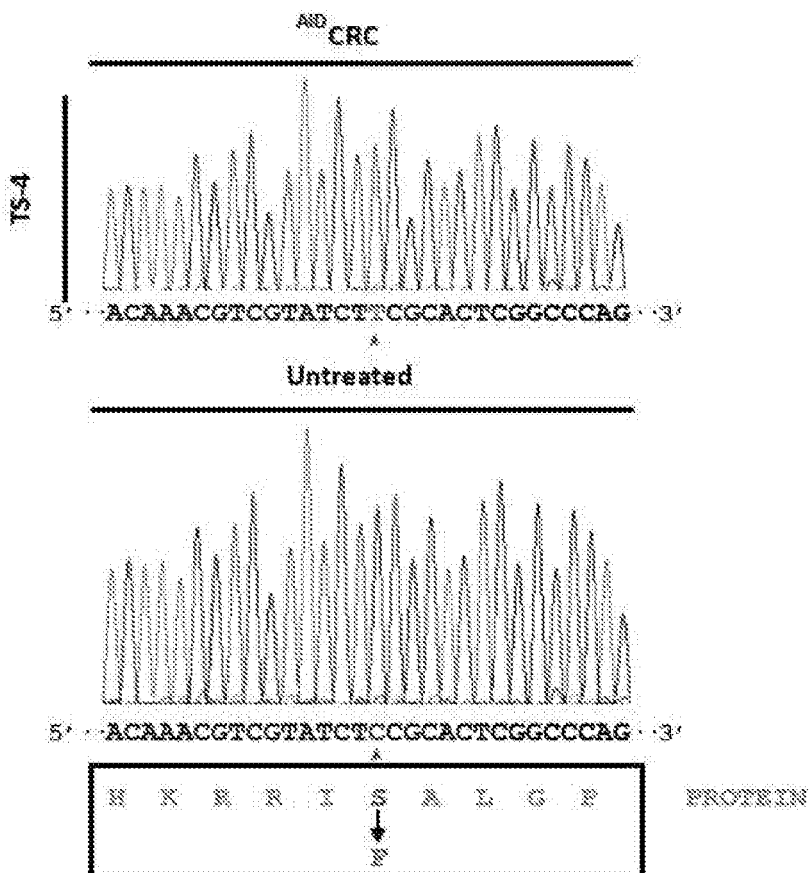 AID CRC
TS-4
5' ··ACAAACGTCGTATCTTCGCACTCGGCCCAG··3'
Untreated
5' ··ACAAACGTCGTATCTCCGCACTCGGCCCAG··3'
K R R I S A L G P PROTEIN
F